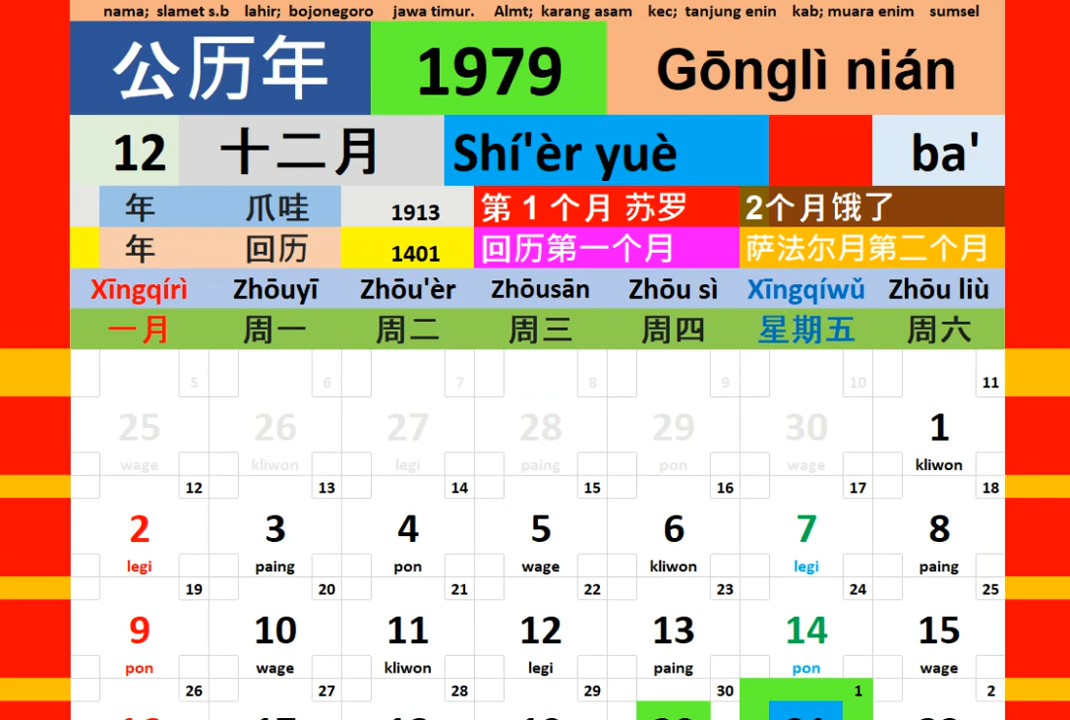 nama; slamet s.b lahir; bojonegoro jawa timur. Almt; karang asam kec; tanjung enin kab; muara enim sumsel
公历年 1979 Gōnglì nián
12 十二月 Shí'èr yuè ba'
年 爪哇 1913 第 1 个月 苏罗 2个月饿了
年 回历 1401 回历第一个月 萨法尔月第二个月
Xīngqírì Zhōuyī Zhōu'èr Zhōusān Zhōu sì Xīngqíwǔ Zhōu liù
一月 周一 周二 周三 周四 星期五 周六
5 6 7 8 9 10 11
25 26 27 28 29 30 1
wage kliwon legi paing pon wage kliwon
12 13 14 15 16 17 18
2 3 4 5 6 7 8
legi paing pon wage kliwon legi paing
19 20 21 22 23 24 25
9 10 11 12 13 14 15
pon wage kliwon legi paing pon wage
26 27 28 29 30 1 2